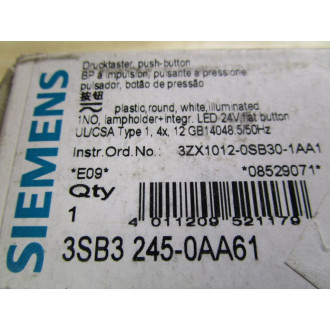 SIEMENS
Drucktaster, push-button
BP à impulsion, pulsante a pressione
pulsador, botão de pressão
按钮
plastic, round, white, illuminated
1NO, lampholder+integr. LED 24V, flat button
UL/CSA Type 1, 4x, 12 GB14048.5/50Hz
Instr. Ord. No.: 3ZX1012-0SB30-1AA1
*E09* *08529071*
Qty
1
4 011209 521179
3SB3 245-0AA61